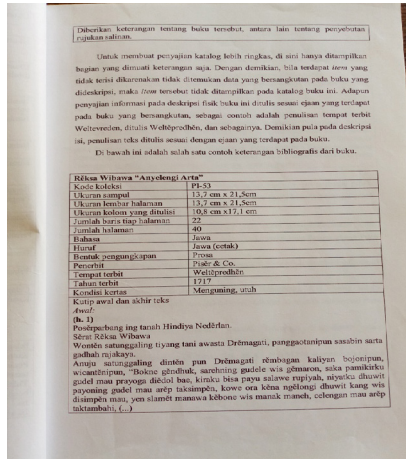 Diberikan keterangan tentang buku tersebut, antara lain tentang penyebutan
rujukan salinan.
Untuk membuat penyajian katalog lebih ringkas, di sini hanya ditampilkan
bagian yang dimuati keterangan saja. Dengan demikian, bila terdapat item yang
tidak terisi dikarenakan tidak ditemukan data yang bersangkutan pada buku yang
dideskripsi, maka item tersebut tidak ditampilkan pada katalog buku ini. Adapun
penyajian informasi pada deskripsi fisik buku ini ditulis sesuai ejaan yang terdapat
pada buku yang bersangkutan, sebagai contoh adalah penulisan tempat terbit
Weltevreden, ditulis Weltêprodhên, dan sebagainya. Demikian pula pada deskripsi
isi, penulisan teks ditulis sesuai dengan ejaan yang terdapat pada buku.
Di bawah ini adalah salah satu contoh keterangan bibliografis dari buku.
Rêksa Wibawa “Anyelengi Arta”
Kode koleksi PI-53
Ukuran sampul 13,7 cm x 21,5cm
Ukuran lembar halaman 13,7 cm x 21,5cm
Ukuran kolom yang ditulisi 10,8 cm x17,1 cm
Jumlah baris tiap halaman 22
Jumlah halaman 40
Bahasa Jawa
Huruf Jawa (cetak)
Bentuk pengungkapan Prosa
Penerbit Pisêr & Co.
Tempat terbit Weltêprodhên
Tahun terbit 1717
Kondisi kertas Menguning, utuh
Kutip awal dan akhir teks
Awal:
(h. 1)
Posêrparbang ing tanah Hindiya Nedêrlan.
Sêrat Rêksa Wibawa
Wontên satunggaling tiyang tani awasta Drêmagati, panggaotanipun sasabin sarta
gadhah rajakaya.
Anuju satunggaling dintên pun Drêmagati rêmbagan kaliyan bojonipun,
wicantênipun, “Bokne gêndhuk, sarehning gudele wis gêmaron, saka pamikirku
gudel mau prayoga diêdol bae, kiraku bisa payu salawe rupiyah, niyatku dhuwit
payoning gudel mau arêp taksimpên, kowe ora kêna ngêlongi dhuwit kang wis
disimpên mau, yen slamêt manawa kêbone wis manak maneh, celengan mau arêp
taktambahi, (...)